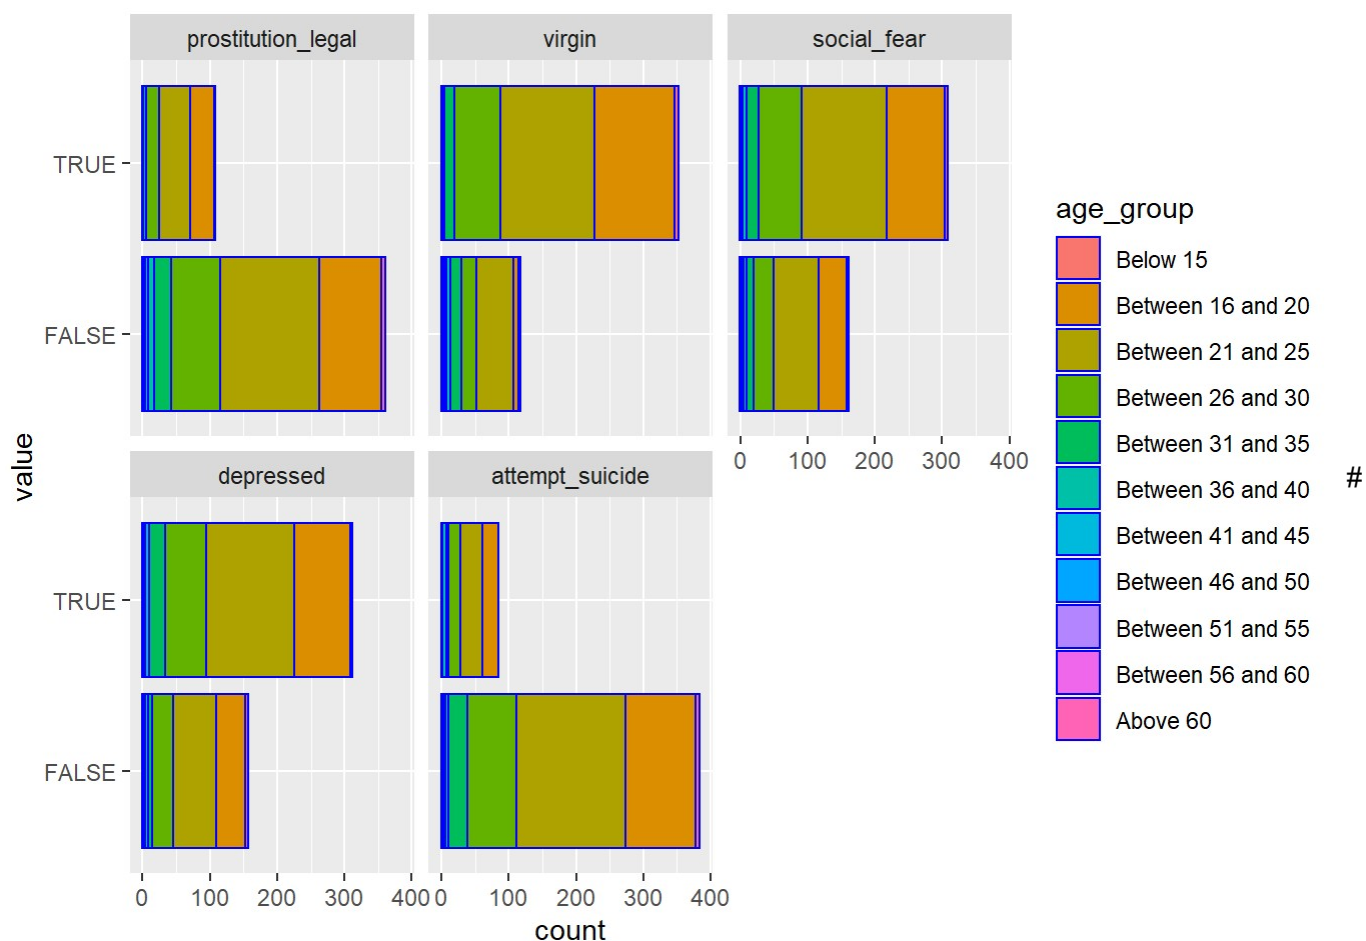 prostitution_legal
virgin
social_fear
TRUE
FALSE
0 100 200 300 400
depressed
attempt_suicide
TRUE
FALSE
0 100 200 300 400
0 100 200 300 400
value
count
age_group
Below 15
Between 16 and 20
Between 21 and 25
Between 26 and 30
Between 31 and 35
Between 36 and 40
Between 41 and 45
Between 46 and 50
Between 51 and 55
Between 56 and 60
Above 60
#